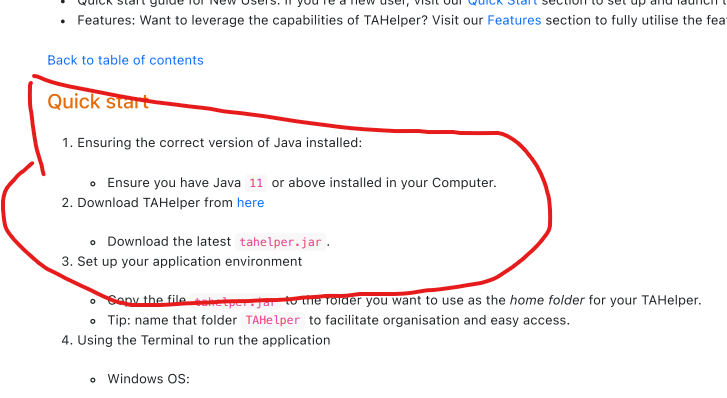 Quick start guide for New Users: If you're a new user, visit our Quick Start section to set up and launch
Features: Want to leverage the capabilities of TAHelper? Visit our Features section to fully utilise the fea
Back to table of contents
Quick start
1. Ensuring the correct version of Java installed:
Ensure you have Java 11 or above installed in your Computer.
2. Download TAHelper from here
Download the latest tahelper.jar.
3. Set up your application environment
Copy the file tahelper.jar to the folder you want to use as the home folder for your TAHelper.
Tip: name that folder TAHelper to facilitate organisation and easy access.
4. Using the Terminal to run the application
Windows OS: